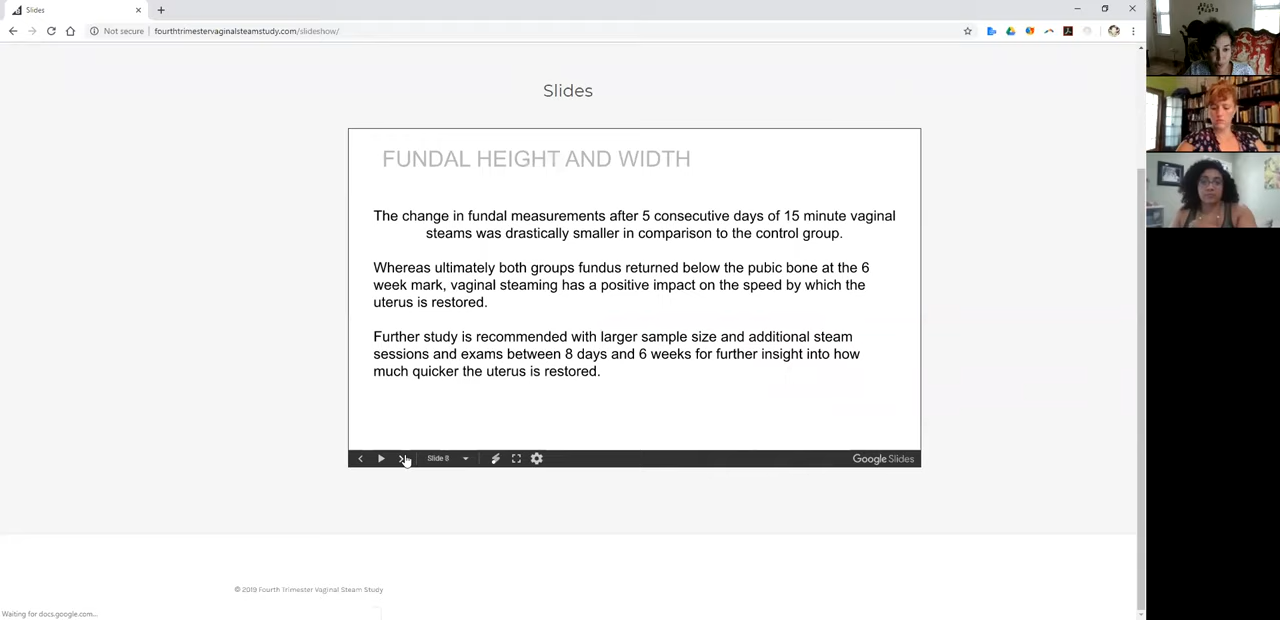 Slides
Not secure
fourthtrimestervaginalsteamstudy.com/slideshow/
Slides
FUNDAL HEIGHT AND WIDTH
The change in fundal measurements after 5 consecutive days of 15 minute vaginal
steams was drastically smaller in comparison to the control group.
Whereas ultimately both groups fundus returned below the pubic bone at the 6
week mark, vaginal steaming has a positive impact on the speed by which the
uterus is restored.
Further study is recommended with larger sample size and additional steam
sessions and exams between 8 days and 6 weeks for further insight into how
much quicker the uterus is restored.
Slide 8
Google Slides
© 2019 Fourth Trimester Vaginal Steam Study
Waiting for docs.google.com...